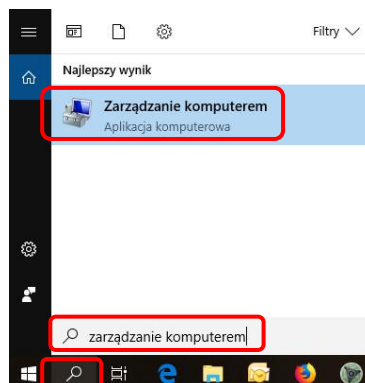 Filtry
Najlepszy wynik
Zarządzanie komputerem
Aplikacja komputerowa
zarządzanie komputerem